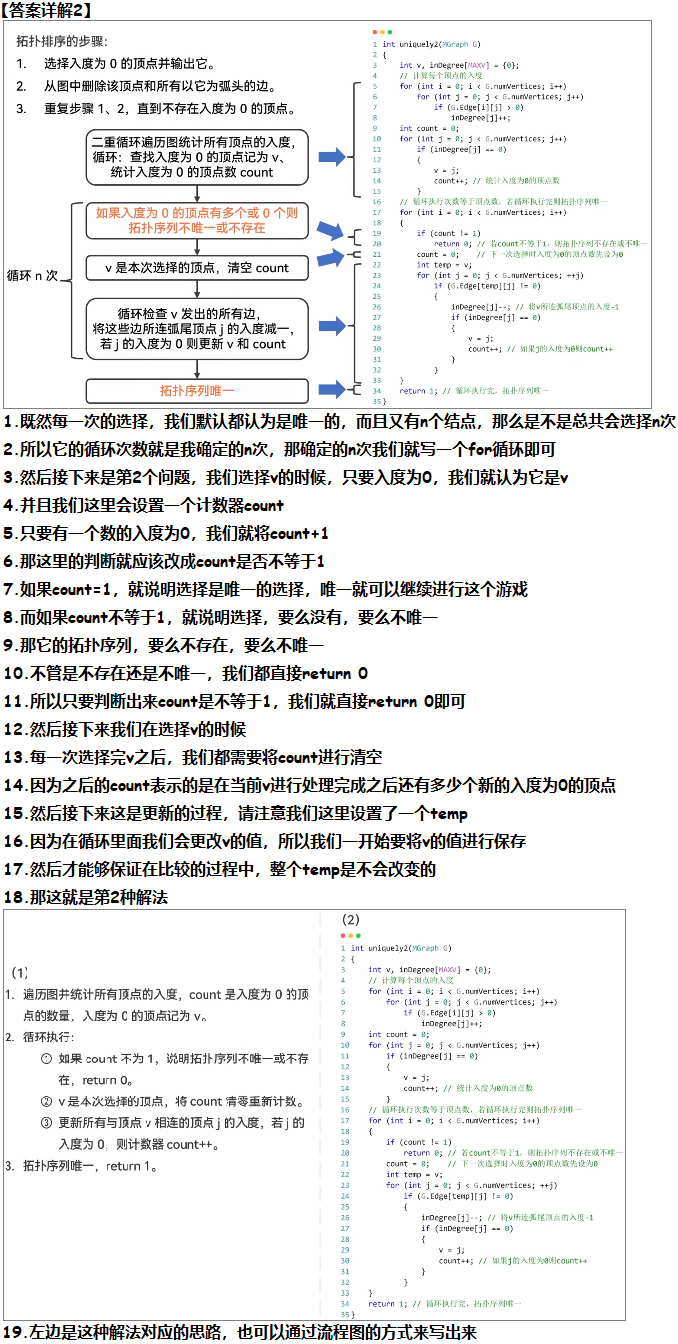 【答案详解2】
拓扑排序的步骤：
1. 选择入度为 0 的顶点并输出它。
2. 从图中删除该顶点和所有以它为弧头的边。
3. 重复步骤 1、2，直到不存在入度为 0 的顶点。
二重循环遍历图统计所有顶点的入度，
循环：查找入度为 0 的顶点记为 v、
统计入度为 0 的顶点数 count
如果入度为 0 的顶点有多个或 0 个则
拓扑序列不唯一或不存在
循环 n 次
v 是本次选择的顶点，清空 count
循环检查 v 发出的所有边，
将这些边所连弧尾顶点 j 的入度减一，
若 j 的入度为 0 则更新 v 和 count
拓扑序列唯一
1 int uniquely2(MGraph G)
2 {
3 int v, inDegree[MAXV] = {0};
4 // 计算每个顶点的入度
5 for (int i = 0; i < G.numVertices; i++)
6 for (int j = 0; j < G.numVertices; j++)
7 if (G.Edge[i][j] > 0)
8 inDegree[j]++;
9 int count = 0;
10 for (int j = 0; j < G.numVertices; j++)
11 if (inDegree[j] == 0)
12 {
13 v = j;
14 count++; // 统计入度为0的顶点数
15 }
16 // 循环执行次数等于顶点数，若循环执行完则拓扑序列唯一
17 for (int i = 0; i < G.numVertices; i++)
18 {
19 if (count != 1)
20 return 0; // 若count不等于1，则拓扑序列不存在或不唯一
21 count = 0; // 下一次选择时入度为0的顶点数先设为0
22 int temp = v;
23 for (int j = 0; j < G.numVertices; ++j)
24 if (G.Edge[temp][j] != 0)
25 {
26 inDegree[j]--; // 将v所连弧尾顶点的入度-1
27 if (inDegree[j] == 0)
28 {
29 v = j;
30 count++; // 如果j的入度为0则count++
31 }
32 }
33 }
34 return 1; // 循环执行完，拓扑序列唯一
35 }
1.既然每一次的选择，我们默认都认为是唯一的，而且又有n个结点，那么是不是总共会选择n次
2.所以它的循环次数就是我确定的n次，那确定的n次我们就写一个for循环即可
3.然后接下来是第2个问题，我们选择v的时候，只要入度为0，我们就认为它是v
4.并且我们这里会设置一个计数器count
5.只要有一个数的入度为0，我们就将count+1
6.那这里的判断就应该改成count是否不等于1
7.如果count=1，就说明选择是唯一的选择，唯一就可以继续进行这个游戏
8.而如果count不等于1，就说明选择，要么没有，要么不唯一
9.那它的拓扑序列，要么不存在，要么不唯一
10.不管是不存在还是不唯一，我们都直接return 0
11.所以只要判断出来count是不等于1，我们就直接return 0即可
12.然后接下来我们在选择v的时候
13.每一次选择完v之后，我们都需要将count进行清空
14.因为之后的count表示的是在当前v进行处理完成之后还有多少个新的入度为0的顶点
15.然后接下来这是更新的过程，请注意我们这里设置了一个temp
16.因为在循环里面我们会更改v的值，所以我们一开始要将v的值进行保存
17.然后才能够保证在比较的过程中，整个temp是不会改变的
18.那这就是第2种解法
（1）
1. 遍历图并统计所有顶点的入度，count 是入度为 0 的顶
点的数量，入度为 0 的顶点记为 v。
2. 循环执行：
① 如果 count 不为 1，说明拓扑序列不唯一或不存
在，return 0。
② v 是本次选择的顶点，将 count 清零重新计数。
③ 更新所有与顶点 v 相连的顶点 j 的入度，若 j 的
入度为 0，则计数器 count++。
3. 拓扑序列唯一，return 1。
（2）
1 int uniquely2(MGraph G)
2 {
3 int v, inDegree[MAXV] = {0};
4 // 计算每个顶点的入度
5 for (int i = 0; i < G.numVertices; i++)
6 for (int j = 0; j < G.numVertices; j++)
7 if (G.Edge[i][j] > 0)
8 inDegree[j]++;
9 int count = 0;
10 for (int j = 0; j < G.numVertices; j++)
11 if (inDegree[j] == 0)
12 {
13 v = j;
14 count++; // 统计入度为0的顶点数
15 }
16 // 循环执行次数等于顶点数，若循环执行完则拓扑序列唯一
17 for (int i = 0; i < G.numVertices; i++)
18 {
19 if (count != 1)
20 return 0; // 若count不等于1，则拓扑序列不存在或不唯一
21 count = 0; // 下一次选择时入度为0的顶点数先设为0
22 int temp = v;
23 for (int j = 0; j < G.numVertices; ++j)
24 if (G.Edge[temp][j] != 0)
25 {
26 inDegree[j]--; // 将v所连弧尾顶点的入度-1
27 if (inDegree[j] == 0)
28 {
29 v = j;
30 count++; // 如果j的入度为0则count++
31 }
32 }
33 }
34 return 1; // 循环执行完，拓扑序列唯一
35 }
19.左边是这种解法对应的思路，也可以通过流程图的方式来写出来